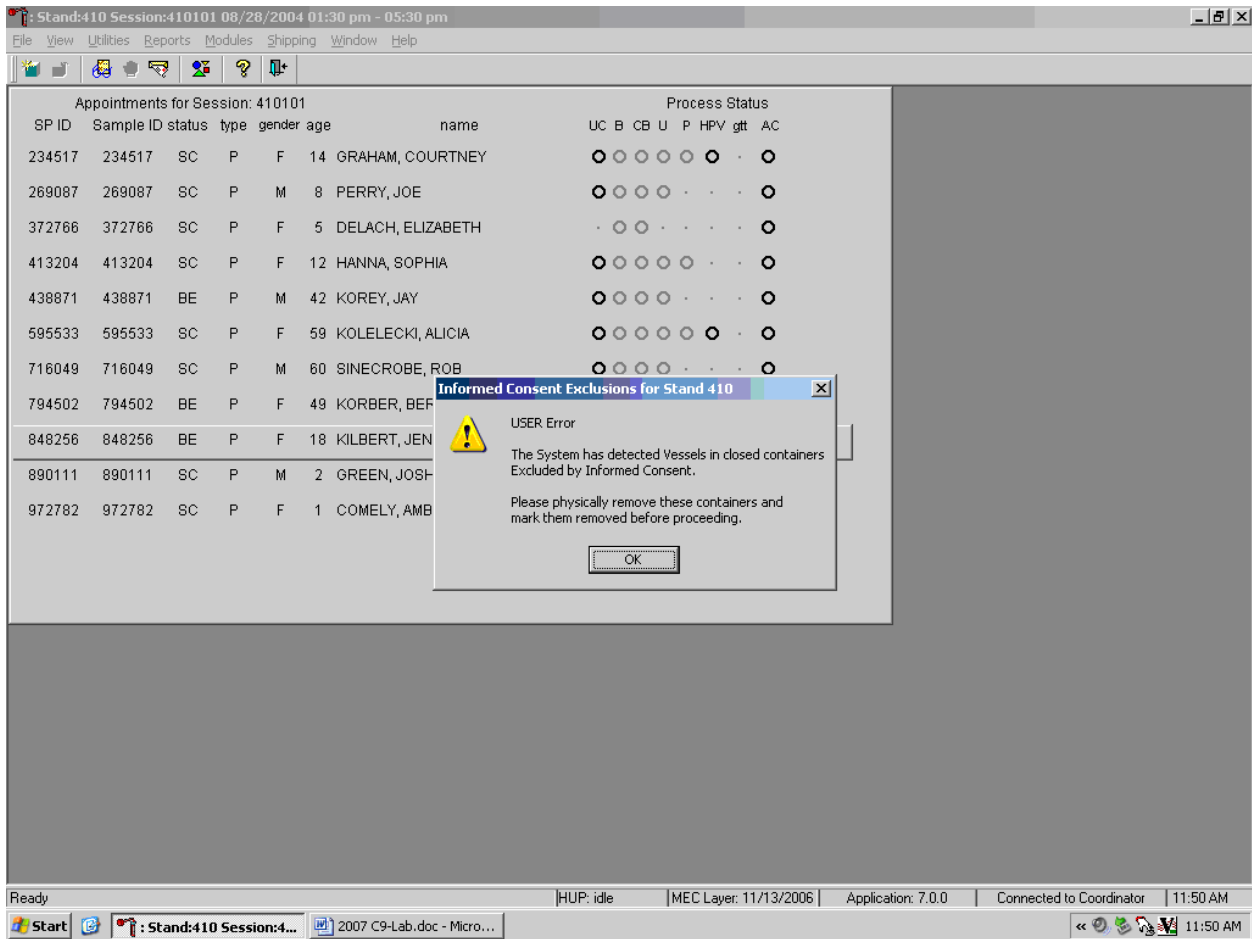 : Stand:410 Session:410101 08/28/2004 01:30 pm - 05:30 pm
File View Utilities Reports Modules Shipping Window Help
Appointments for Session: 410101 Process Status
SP ID Sample ID status type gender age name UC B CB U P HPV gtt AC
234517 234517 SC P F 14 GRAHAM, COURTNEY
269087 269087 SC P M 8 PERRY, JOE
372766 372766 SC P F 5 DELACH, ELIZABETH
413204 413204 SC P F 12 HANNA, SOPHIA
438871 438871 BE P M 42 KOREY, JAY
595533 595533 SC P F 59 KOLELECKI, ALICIA
716049 716049 SC P M 60 SINECROBE, ROB
794502 794502 BE P F 49 KORBER, BER
848256 848256 BE P F 18 KILBERT, JEN
890111 890111 SC P M 2 GREEN, JOSH
972782 972782 SC P F 1 COMELY, AMB
Informed Consent Exclusions for Stand 410
USER Error
The System has detected Vessels in closed containers
Excluded by Informed Consent.
Please physically remove these containers and
mark them removed before proceeding.
OK
Ready HUP: idle MEC Layer: 11/13/2006 Application: 7.0.0 Connected to Coordinator 11:50 AM
Start : Stand:410 Session:4... 2007 C9-Lab.doc - Micro... 11:50 AM